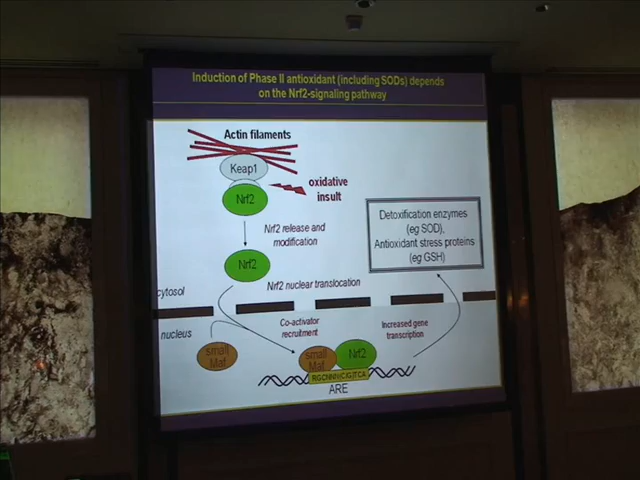 Induction of Phase II antioxidant (including SODs) depends
on the Nrf2-signaling pathway
Actin filaments
Keap1
oxidative
insult
Nrf2
Nrf2 release and
modification
Detoxification enzymes
(eg SOD),
Antioxidant stress proteins
(eg GSH)
Nrf2
Nrf2 nuclear translocation
cytosol
nucleus
Co-activator
recruitment
Increased gene
transcription
small
Maf
small
Maf
Nrf2
ARE